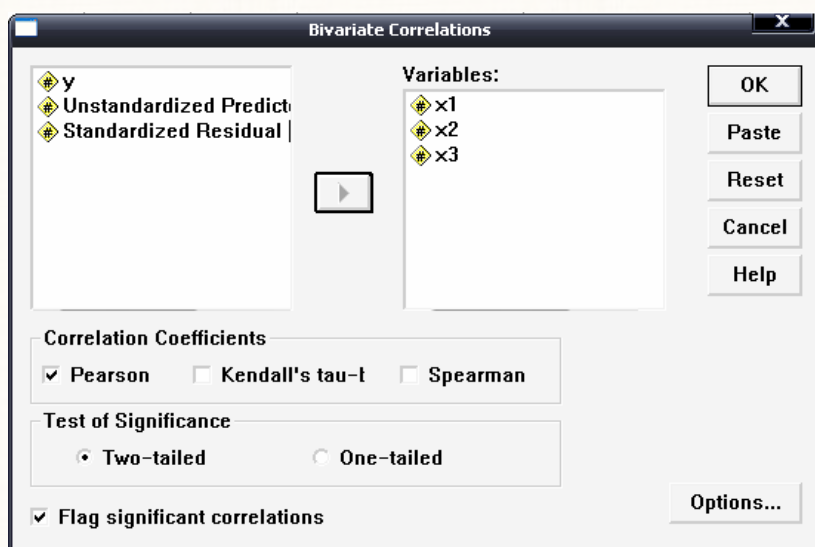 Bivariate Correlations
X
y
Unstandardized Predict
Standardized Residual
Variables:
x1
x2
x3
OK
Paste
Reset
Cancel
Help
Correlation Coefficients
Pearson
Kendall's tau-
Spearman
Test of Significance
Two-tailed
One-tailed
Flag significant correlations
Options...